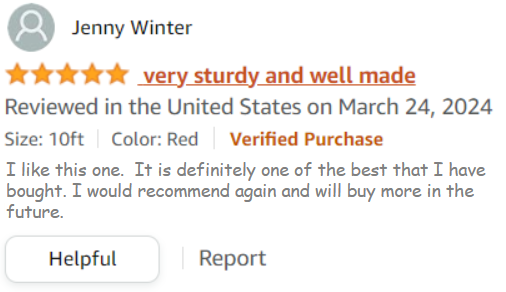 Jenny Winter
very sturdy and well made
Reviewed in the United States on March 24, 2024
Size: 10ft Color: Red Verified Purchase
I like this one. It is definitely one of the best that I have
bought. I would recommend again and will buy more in the
future.
Helpful Report